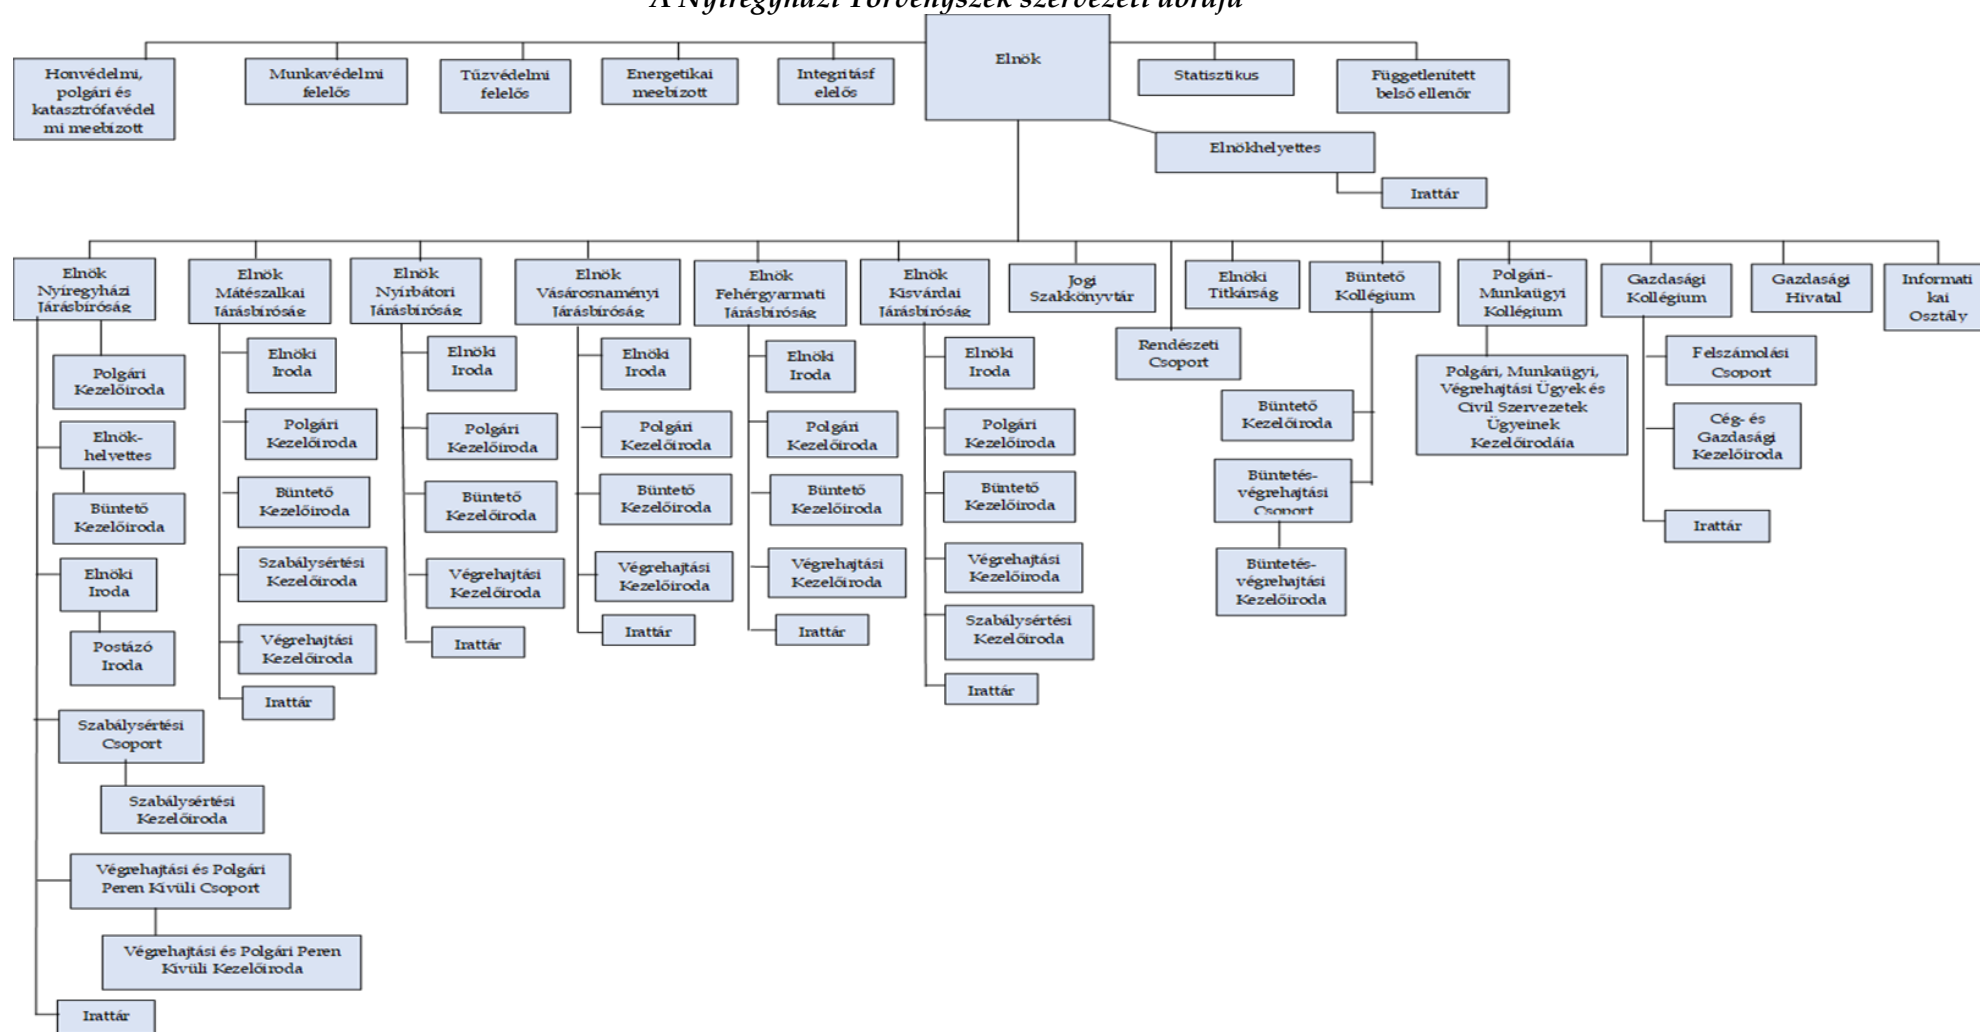 A Nyíregyházi Törvényszék szervezeti ábrája
Elnök
Honvédelmi,
polgári és
katasztrófavédel
mi megbízott
Munkavédelmi
felelős
Tűzvédelmi
felelős
Energetikai
megbízott
Integritásf
elelős
Statisztikus
Függetlenített
belső ellenőr
Elnökhelyettes
Irattár
Elnök
Nyíregyházi
Járásbíróság
Polgári
Kezelőiroda
Elnök-
helyettes
Büntető
Kezelőiroda
Elnöki
Iroda
Postázó
Iroda
Szabálysértési
Csoport
Szabálysértési
Kezelőiroda
Végrehajtási és Polgári
Peren Kívüli Csoport
Végrehajtási és Polgári Peren
Kívüli Kezelőiroda
Irattár
Elnök
Mátészalkai
Járásbíróság
Elnöki
Iroda
Polgári
Kezelőiroda
Büntető
Kezelőiroda
Szabálysértési
Kezelőiroda
Végrehajtási
Kezelőiroda
Irattár
Elnök
Nyírbátori
Járásbíróság
Elnöki
Iroda
Polgári
Kezelőiroda
Büntető
Kezelőiroda
Végrehajtási
Kezelőiroda
Irattár
Elnök
Vásárosnaményi
Járásbíróság
Elnöki
Iroda
Polgári
Kezelőiroda
Büntető
Kezelőiroda
Végrehajtási
Kezelőiroda
Irattár
Elnök
Fehérgyarmati
Járásbíróság
Elnöki
Iroda
Polgári
Kezelőiroda
Büntető
Kezelőiroda
Végrehajtási
Kezelőiroda
Irattár
Elnök
Kisvárdai
Járásbíróság
Elnöki
Iroda
Polgári
Kezelőiroda
Büntető
Kezelőiroda
Végrehajtási
Kezelőiroda
Szabálysértési
Kezelőiroda
Irattár
Jogi
Szakkönyvtár
Rendészeti
Csoport
Elnöki
Titkárság
Büntető
Kollégium
Büntető
Kezelőiroda
Büntetés-
végrehajtási
Csoport
Büntetés-
végrehajtási
Kezelőiroda
Polgári-
Munkaügyi
Kollégium
Polgári, Munkaügyi,
Végrehajtási Ügyek és
Civil Szervezetek
Ügyeinek
Kezelőirodája
Gazdasági
Kollégium
Felszámolási
Csoport
Cég- és
Gazdasági
Kezelőiroda
Irattár
Gazdasági
Hivatal
Informati
kai
Osztály